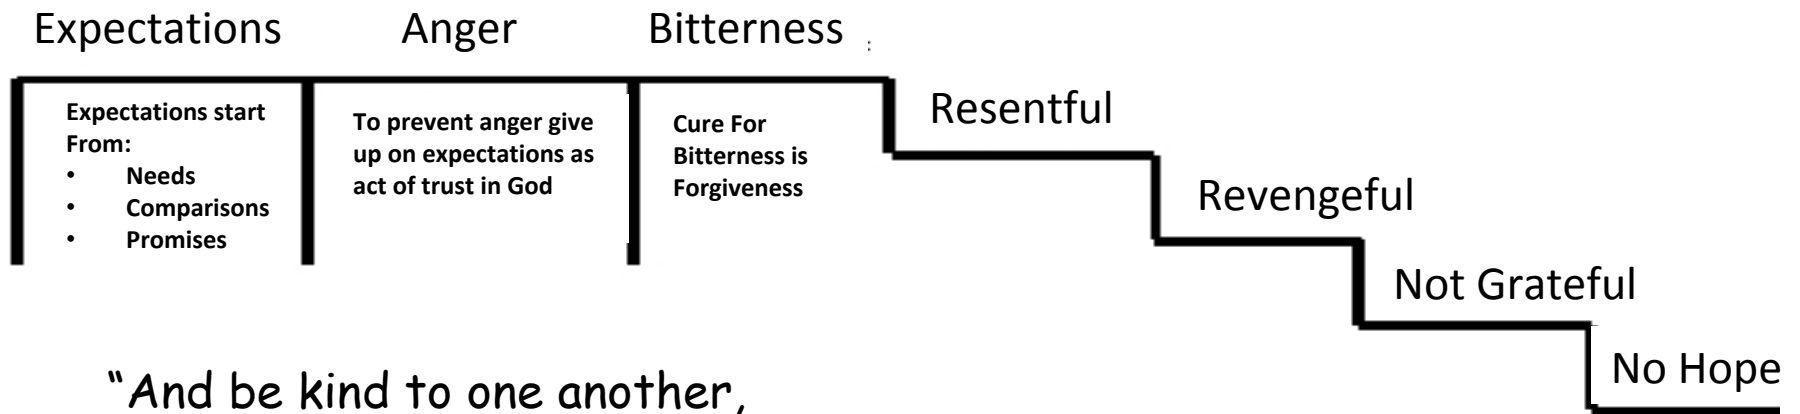 Expectations Anger Bitterness :
Expectations start
From:
• Needs
• Comparisons
• Promises
To prevent anger give
up on expectations as
act of trust in God
Cure For
Bitterness is
Forgiveness
Resentful
Revengeful
Not Grateful
No Hope
“And be kind to one another,